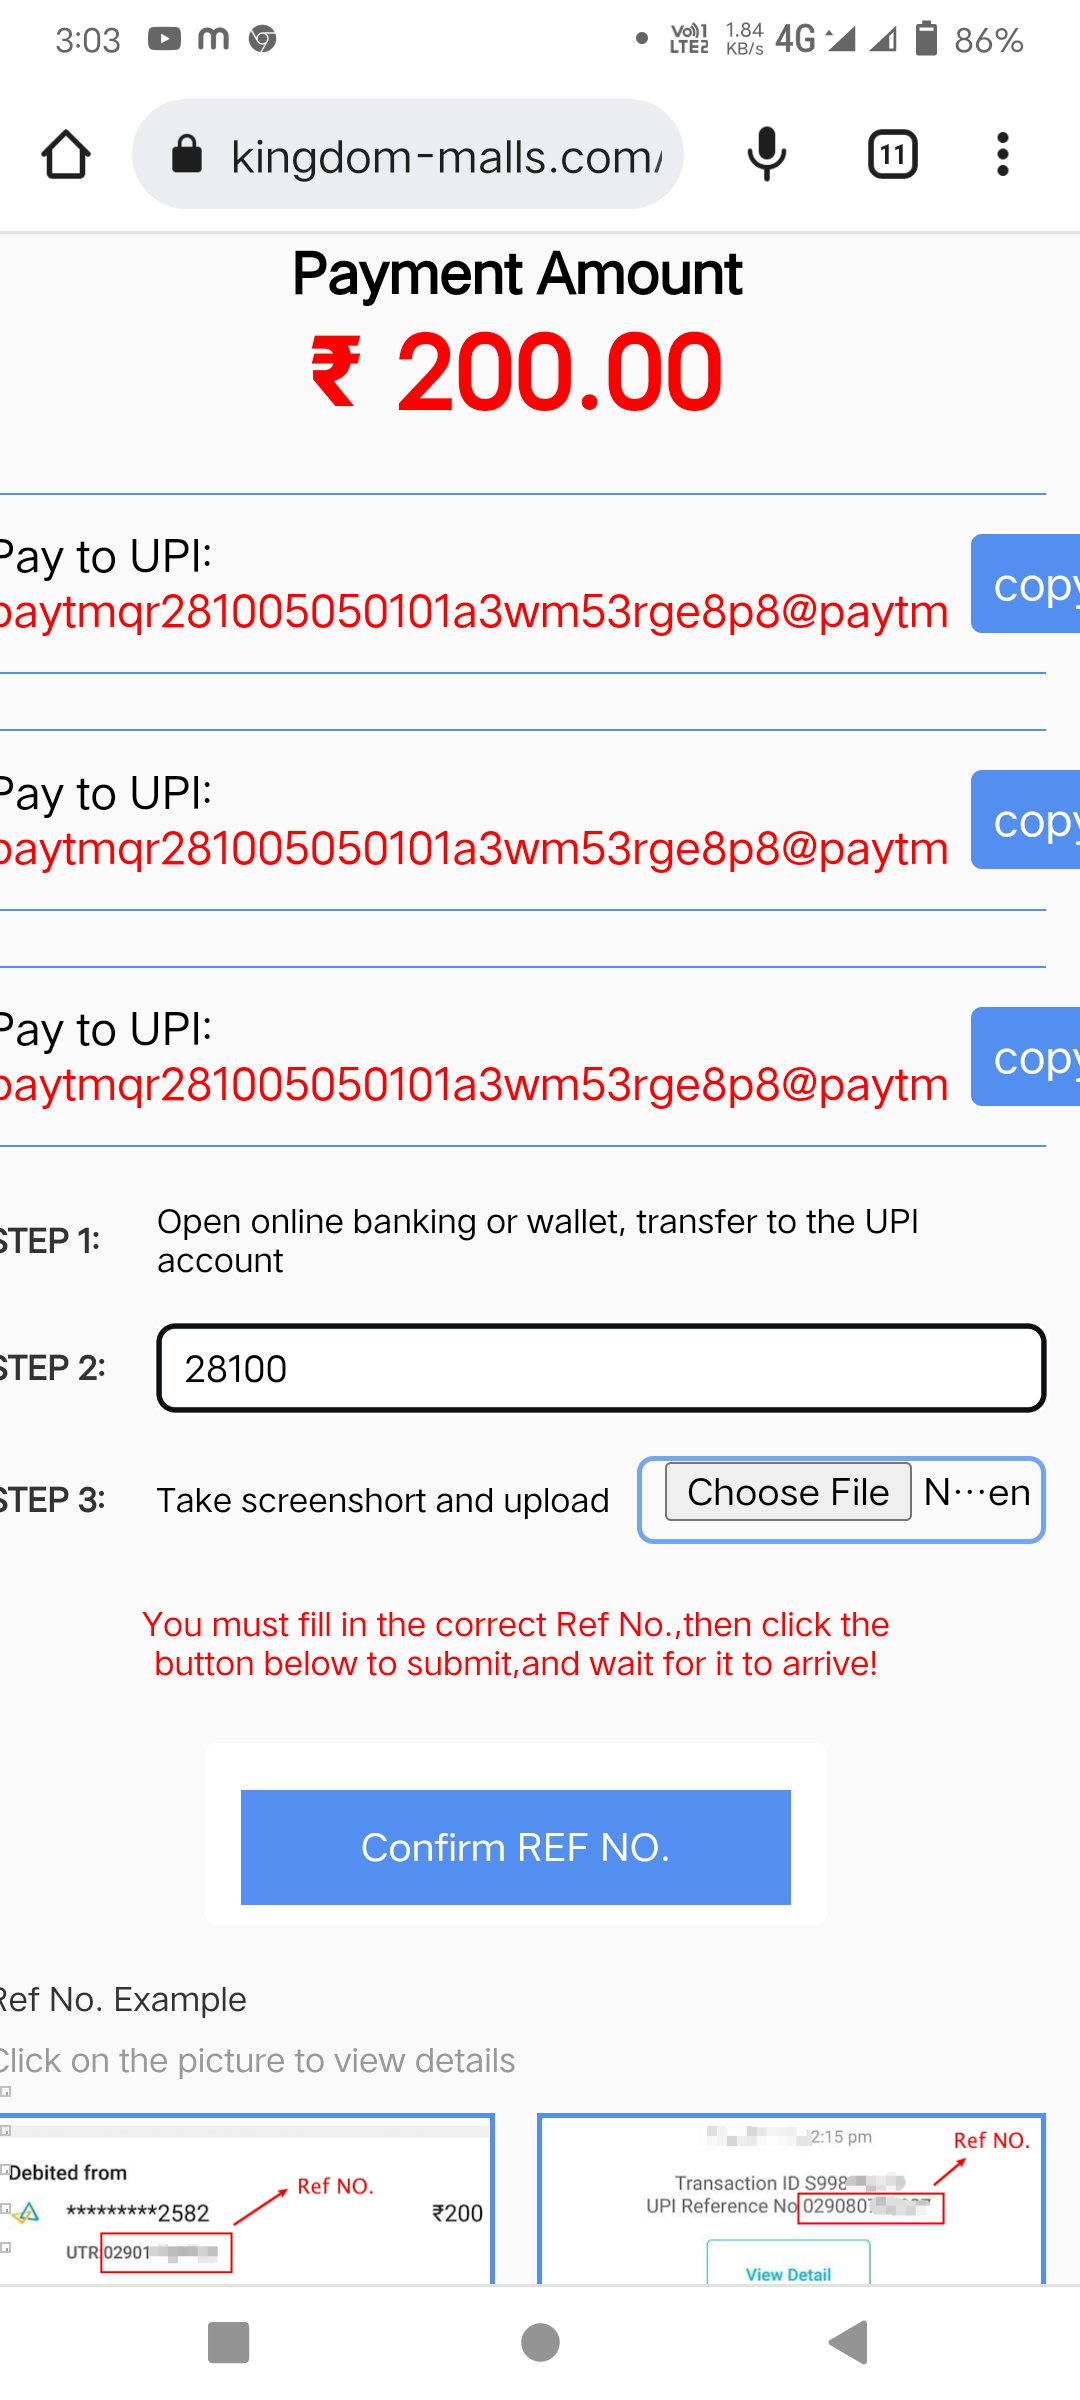 3:03
Vo))1 LTE2 1.84 KB/s 4G 86%
kingdom-malls.com/
11
Payment Amount
₹ 200.00
Pay to UPI:
paytmqr281005050101a3wm53rge8p8@paytm
copy
Pay to UPI:
paytmqr281005050101a3wm53rge8p8@paytm
copy
Pay to UPI:
paytmqr281005050101a3wm53rge8p8@paytm
copy
STEP 1:
Open online banking or wallet, transfer to the UPI
account
STEP 2:
28100
STEP 3:
Take screenshort and upload
Choose File N···en
You must fill in the correct Ref No.,then click the
button below to submit,and wait for it to arrive!
Confirm REF NO.
Ref No. Example
Click on the picture to view details
Debited from
Ref NO.
*********2582
₹200
UTR:02901
2:15 pm
Ref NO.
Transaction ID S998
UPI Reference No 029080
View Detail